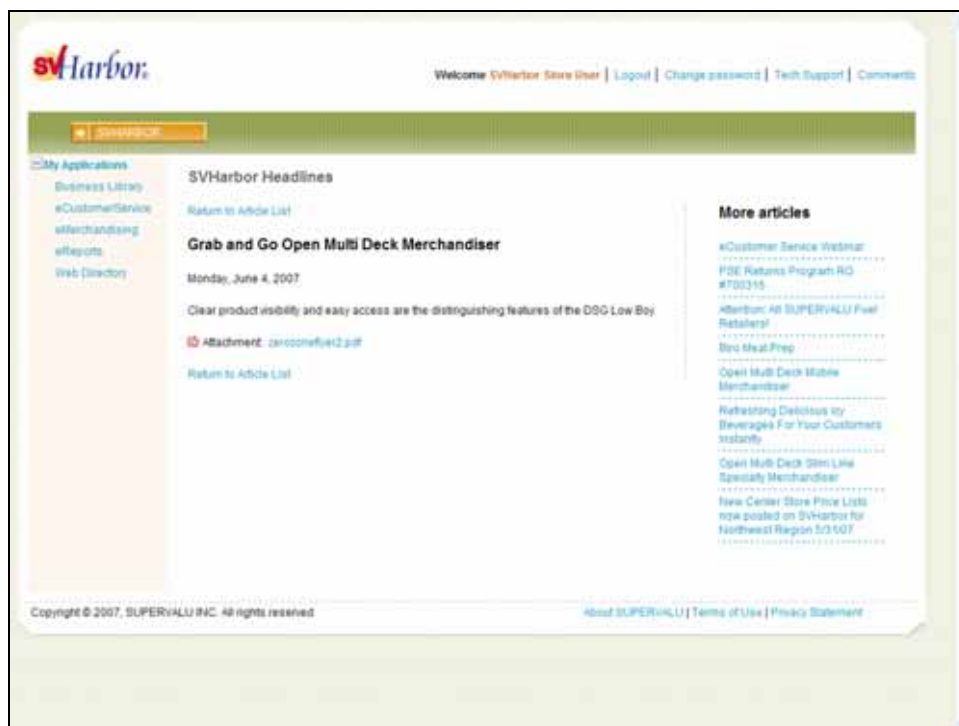 SVHarbor.
Welcome SVHarbor Store User | Logout | Change password | Tech Support | Comments
SVHARBOR
My Applications
Business Library
eCustomerService
eMerchandising
eReports
Web Directory
SVHarbor Headlines
Return to Article List
Grab and Go Open Multi Deck Merchandiser
Monday, June 4, 2007
Clear product visibility and easy access are the distinguishing features of the DSG Low Boy.
Attachment: zerozoneflyer2.pdf
Return to Article List
More articles
eCustomer Service Webinar
PSE Returns Program RO
#700316
Attention: All SUPERVALU Fuel
Retailers!
Biro Meat Prep
Open Multi Deck Mobile
Merchandiser
Refreshing Delicious Icy
Beverages For Your Customers
Instantly
Open Multi Deck Slim Line
Specialty Merchandiser
New Center Store Price Lists
now posted on SVHarbor for
Northwest Region 5/31/07
Copyright © 2007, SUPERVALU INC. All rights reserved
About SUPERVALU | Terms of Use | Privacy Statement